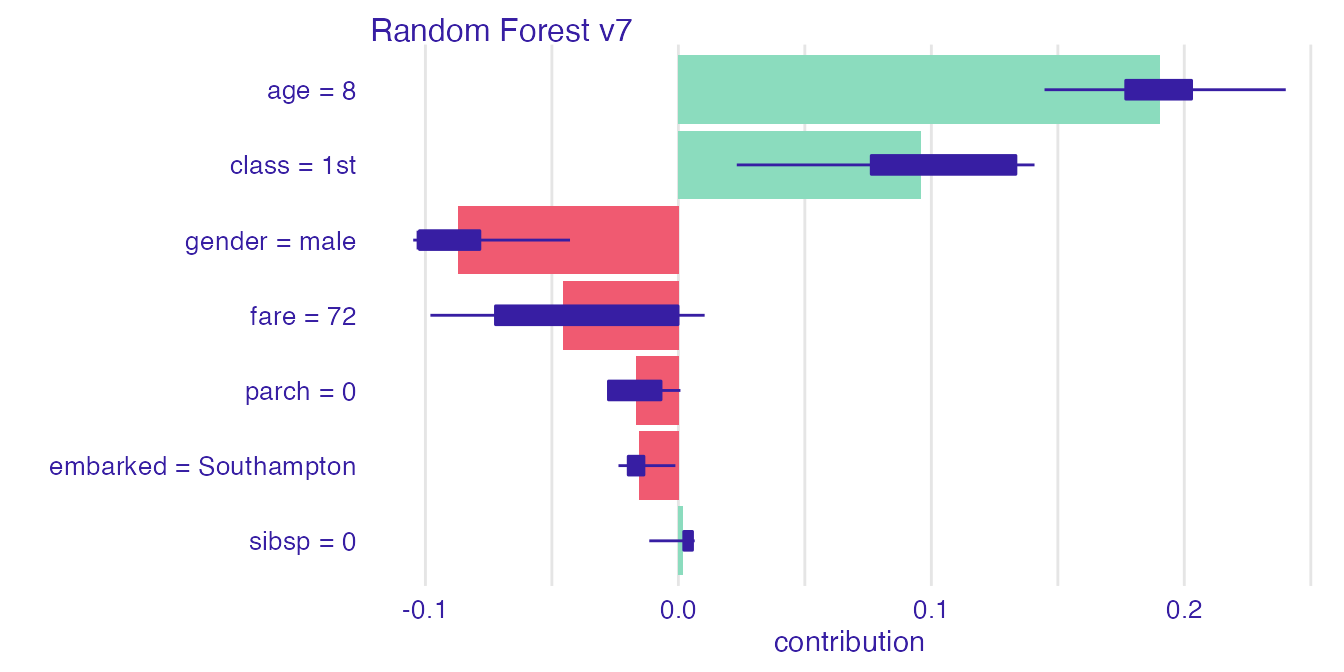 Random Forest v7
age = 8
class = 1st
gender = male
fare = 72
parch = 0
embarked = Southampton
sibsp = 0
-0.1 0.0 0.1 0.2
contribution